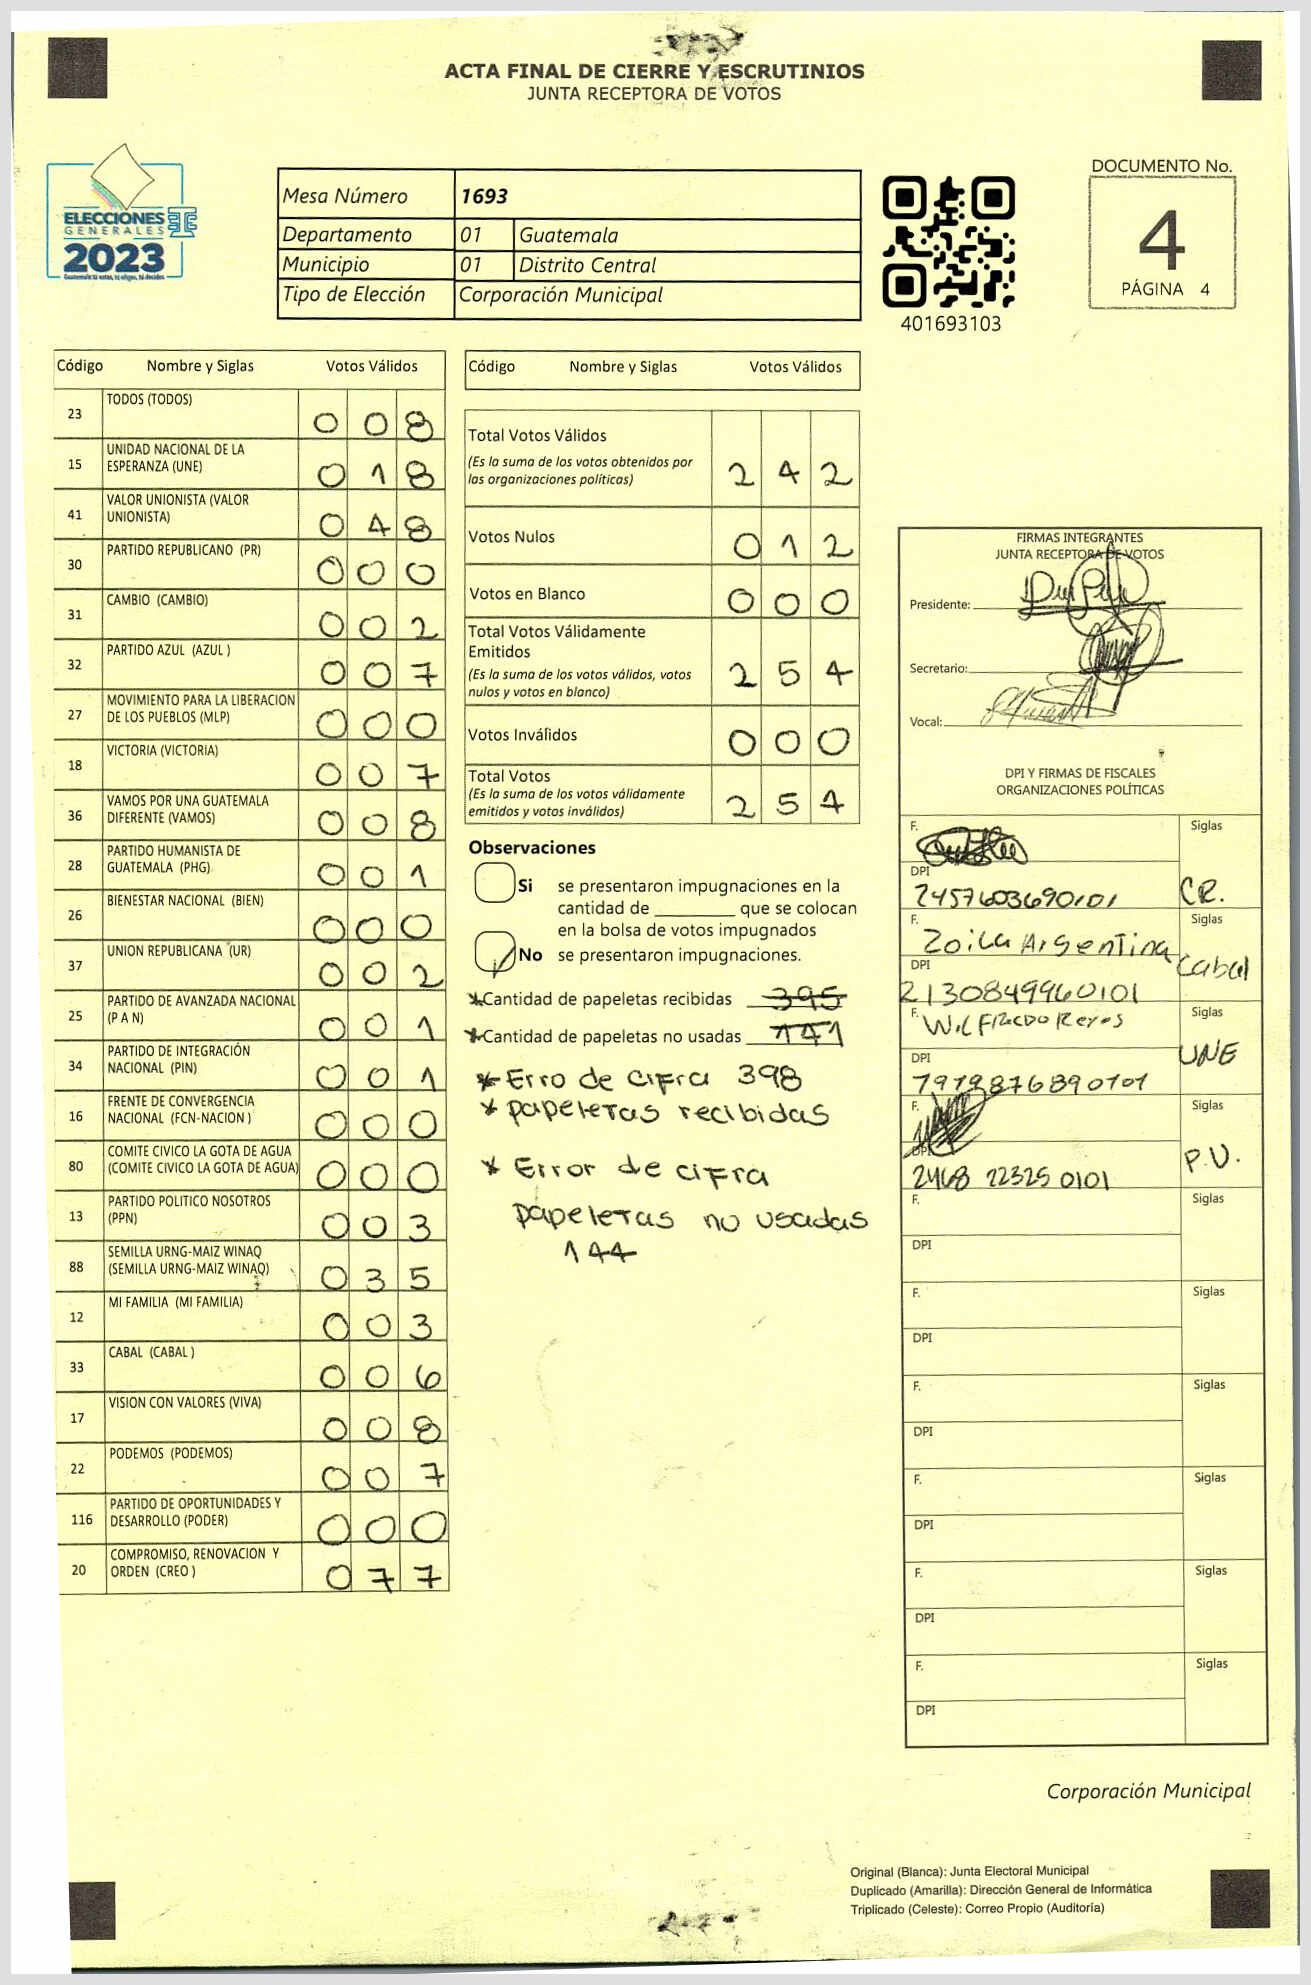 ACTA FINAL DE CIERRE Y ESCRUTINIOS
JUNTA RECEPTORA DE VOTOS
ELECCIONES
GENERALES
2023
Guatemala tú votas, tú eliges, tú decides
TSE
Mesa Número 1693
Departamento 01 Guatemala
Municipio 01 Distrito Central
Tipo de Elección Corporación Municipal
401693103
DOCUMENTO No.
4
PÁGINA 4
Código Nombre y Siglas Votos Válidos
23 TODOS (TODOS) 0 0 8
15 UNIDAD NACIONAL DE LA
ESPERANZA (UNE) 0 1 8
41 VALOR UNIONISTA (VALOR
UNIONISTA) 0 4 8
30 PARTIDO REPUBLICANO (PR) 0 0 0
31 CAMBIO (CAMBIO) 0 0 2
32 PARTIDO AZUL (AZUL ) 0 0 7
27 MOVIMIENTO PARA LA LIBERACION
DE LOS PUEBLOS (MLP) 0 0 0
18 VICTORIA (VICTORIA) 0 0 7
36 VAMOS POR UNA GUATEMALA
DIFERENTE (VAMOS) 0 0 8
28 PARTIDO HUMANISTA DE
GUATEMALA (PHG) 0 0 1
26 BIENESTAR NACIONAL (BIEN) 0 0 0
37 UNION REPUBLICANA (UR) 0 0 2
25 PARTIDO DE AVANZADA NACIONAL
(P A N) 0 0 1
34 PARTIDO DE INTEGRACIÓN
NACIONAL (PIN) 0 0 1
16 FRENTE DE CONVERGENCIA
NACIONAL (FCN-NACION ) 0 0 0
80 COMITE CIVICO LA GOTA DE AGUA
(COMITE CIVICO LA GOTA DE AGUA) 0 0 0
13 PARTIDO POLITICO NOSOTROS
(PPN) 0 0 3
88 SEMILLA URNG-MAIZ WINAQ
(SEMILLA URNG-MAIZ WINAQ) 0 3 5
12 MI FAMILIA (MI FAMILIA) 0 0 3
33 CABAL (CABAL ) 0 0 6
17 VISION CON VALORES (VIVA) 0 0 8
22 PODEMOS (PODEMOS) 0 0 7
116 PARTIDO DE OPORTUNIDADES Y
DESARROLLO (PODER) 0 0 0
20 COMPROMISO, RENOVACION Y
ORDEN (CREO ) 0 7 7
Código Nombre y Siglas Votos Válidos
Total Votos Válidos
(Es la suma de los votos obtenidos por
las organizaciones políticas) 2 4 2
Votos Nulos 0 1 2
Votos en Blanco 0 0 0
Total Votos Válidamente
Emitidos
(Es la suma de los votos válidos, votos
nulos y votos en blanco) 2 5 4
Votos Inválidos 0 0 0
Total Votos
(Es la suma de los votos válidamente
emitidos y votos inválidos) 2 5 4
Observaciones
Si se presentaron impugnaciones en la
cantidad de ________ que se colocan
en la bolsa de votos impugnados
No se presentaron impugnaciones.
*Cantidad de papeletas recibidas 395
*Cantidad de papeletas no usadas 141
* Erro de cifra 398
* papeletas recibidas
* Error de cifra
papeletas no usadas
144
FIRMAS INTEGRANTES
JUNTA RECEPTORA DE VOTOS
Presidente:
Secretario:
Vocal:
DPI Y FIRMAS DE FISCALES
ORGANIZACIONES POLÍTICAS
F. Siglas
DPI
2457603690101 CR.
F. Zoila Argentina Siglas
DPI Cabal
2130849960101
F. Wilfredo Reyes Siglas
DPI UNE
7979876890101
F. Siglas
DPI P.U.
2468 22325 0101
F. Siglas
DPI
F. Siglas
DPI
F. Siglas
DPI
F. Siglas
DPI
F. Siglas
DPI
F. Siglas
DPI
Corporación Municipal
Original (Blanca): Junta Electoral Municipal
Duplicado (Amarilla): Dirección General de Informática
Triplicado (Celeste): Correo Propio (Auditoría)